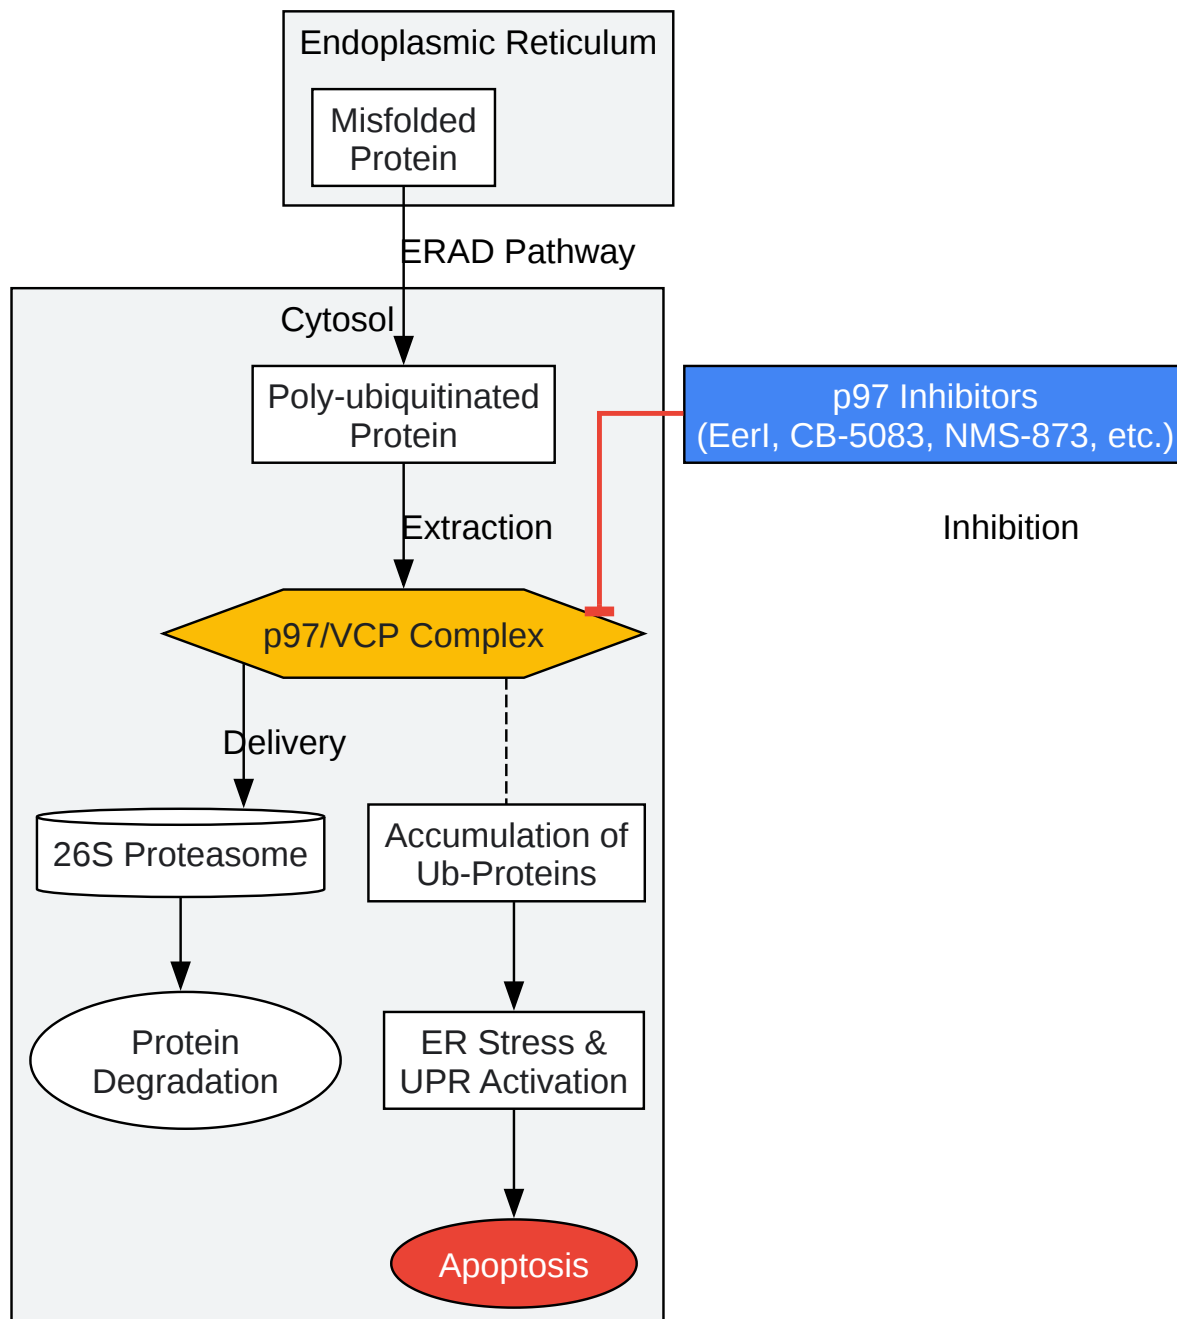 Endoplasmic Reticulum
Misfolded
Protein
ERAD Pathway
Cytosol
Poly-ubiquitinated
Protein
p97 Inhibitors
(EerI, CB-5083, NMS-873, etc.)
Extraction
Inhibition
p97/VCP Complex
Delivery
26S Proteasome
Accumulation of
Ub-Proteins
Protein
Degradation
ER Stress &
UPR Activation
Apoptosis